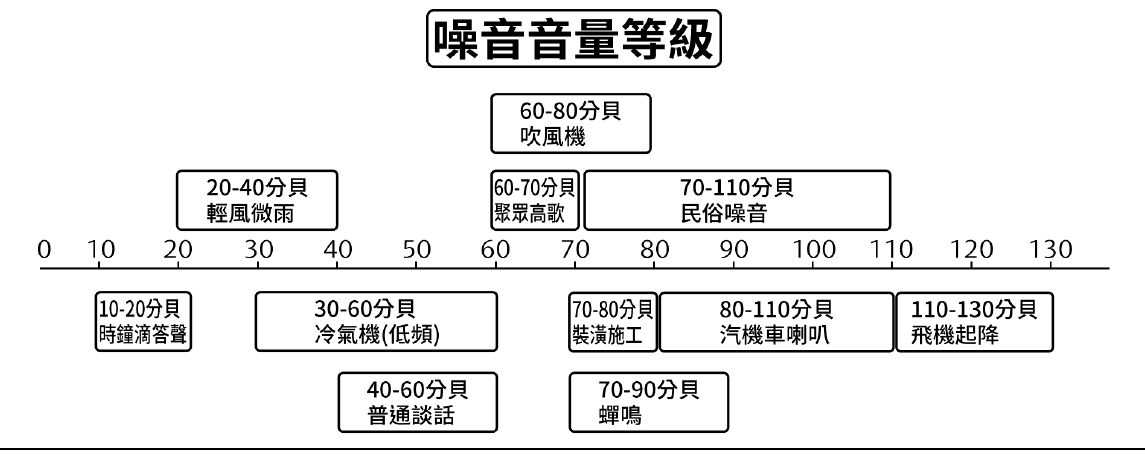 噪音音量等級
60-80分貝
吹風機
20-40分貝
輕風微雨
60-70分貝
聚眾高歌
70-110分貝
民俗噪音
0 10 20 30 40 50 60 70 80 90 100 110 120 130
10-20分貝
時鐘滴答聲
30-60分貝
冷氣機(低頻)
70-80分貝
裝潢施工
80-110分貝
汽機車喇叭
110-130分貝
飛機起降
40-60分貝
普通談話
70-90分貝
蟬鳴